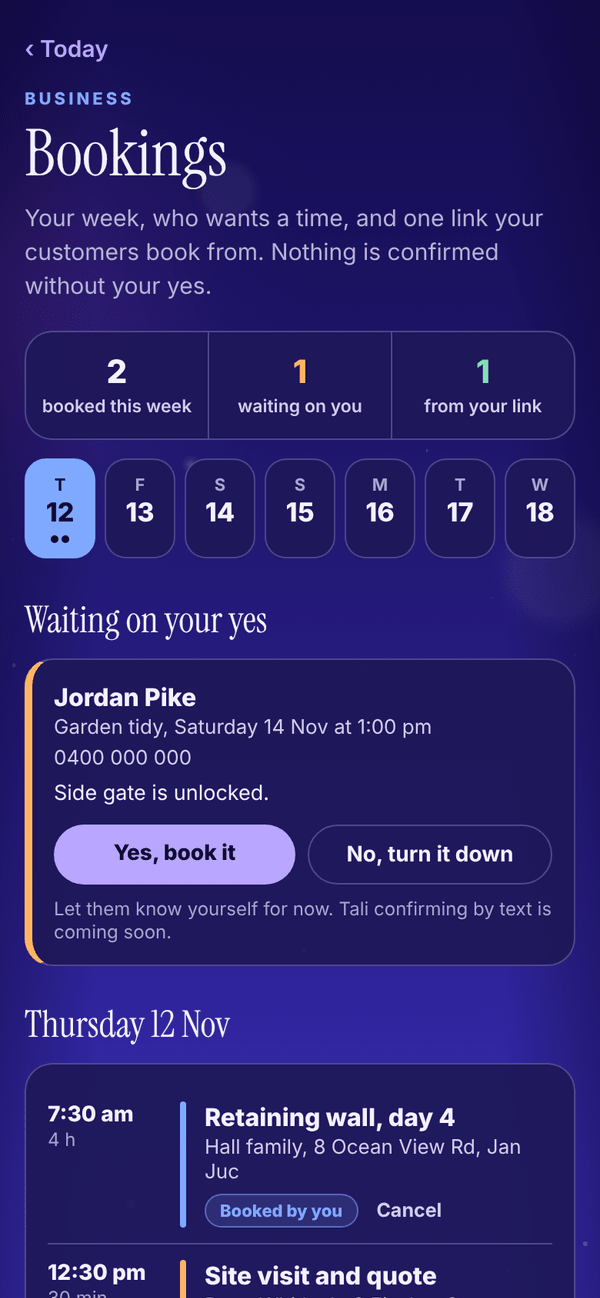 ‹ Today
BUSINESS
Bookings
Your week, who wants a time, and one link your
customers book from. Nothing is confirmed
without your yes.
2
booked this week
1
waiting on you
1
from your link
T
12
F
13
S
14
S
15
M
16
T
17
W
18
Waiting on your yes
Jordan Pike
Garden tidy, Saturday 14 Nov at 1:00 pm
0400 000 000
Side gate is unlocked.
Yes, book it
No, turn it down
Let them know yourself for now. Tali confirming by text is
coming soon.
Thursday 12 Nov
7:30 am
4 h
Retaining wall, day 4
Hall family, 8 Ocean View Rd, Jan
Juc
Booked by you
Cancel
12:30 pm
30 min
Site visit and quote